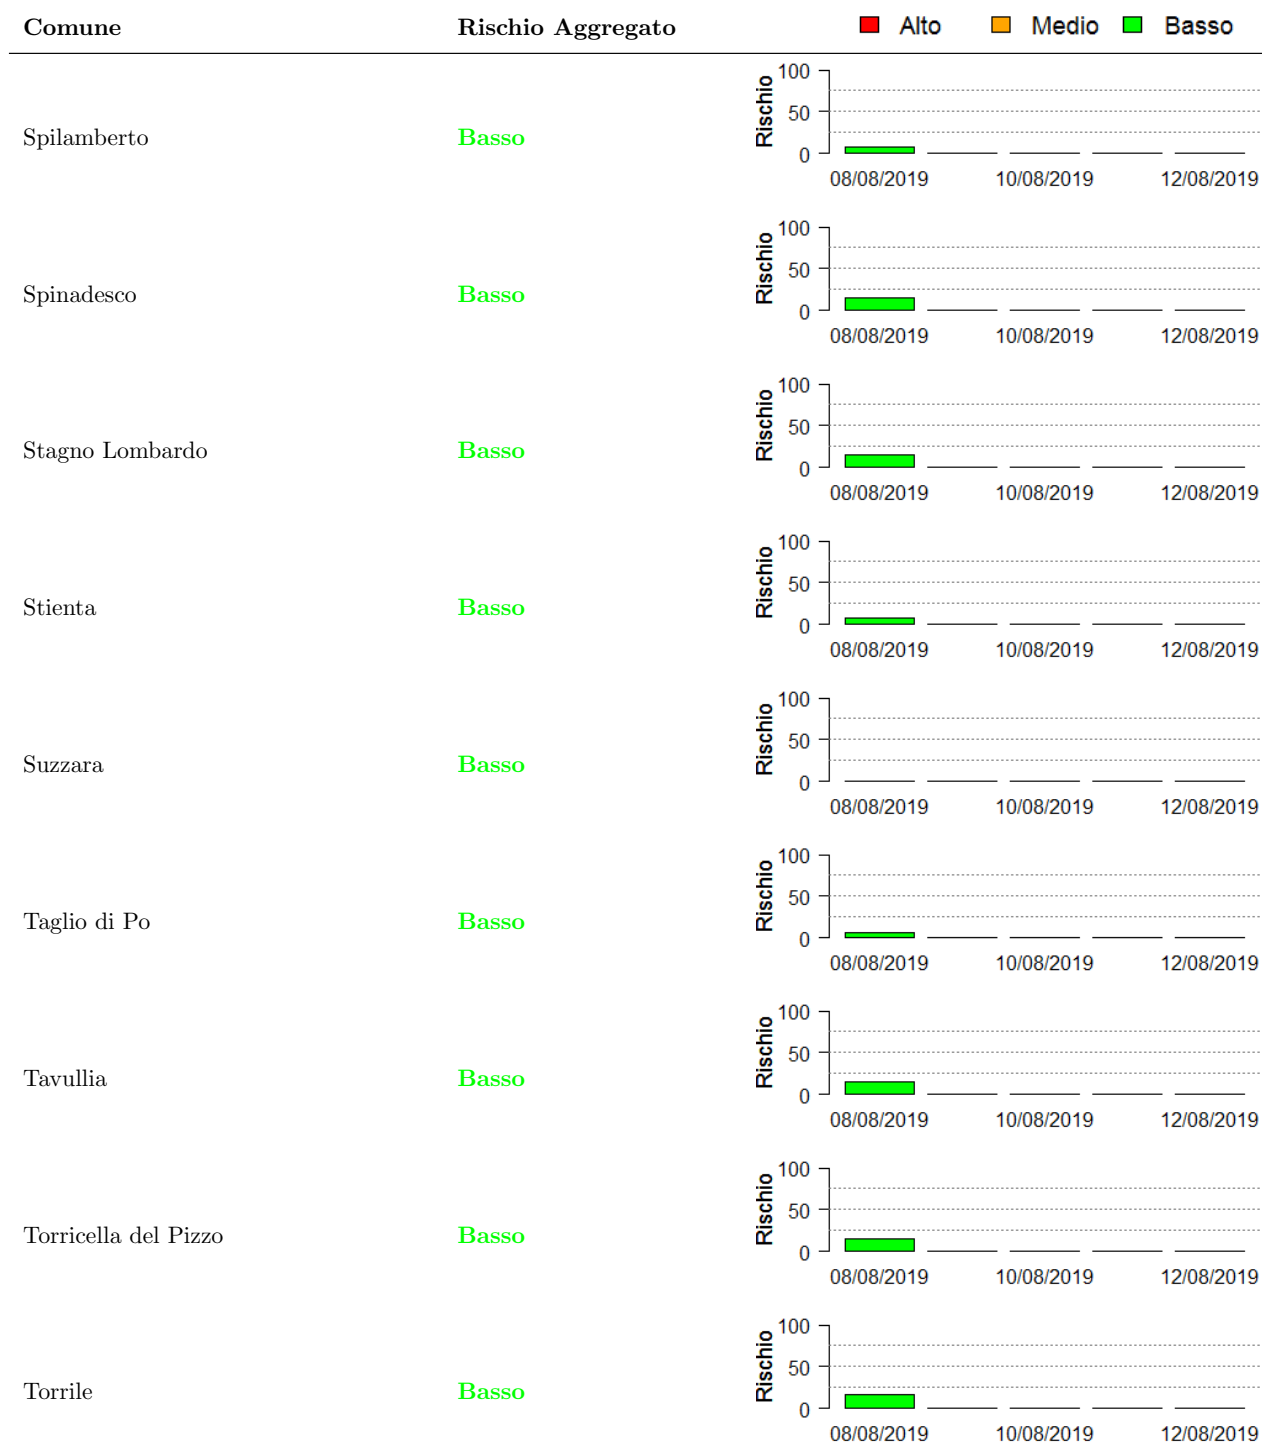 Comune Rischio Aggregato Alto Medio Basso
100
50
0
Rischio
Spilamberto Basso
08/08/2019 10/08/2019 12/08/2019
100
50
0
Rischio
Spinadesco Basso
08/08/2019 10/08/2019 12/08/2019
100
50
0
Rischio
Stagno Lombardo Basso
08/08/2019 10/08/2019 12/08/2019
100
50
0
Rischio
Stienta Basso
08/08/2019 10/08/2019 12/08/2019
100
50
0
Rischio
Suzzara Basso
08/08/2019 10/08/2019 12/08/2019
100
50
0
Rischio
Taglio di Po Basso
08/08/2019 10/08/2019 12/08/2019
100
50
0
Rischio
Tavullia Basso
08/08/2019 10/08/2019 12/08/2019
100
50
0
Rischio
Torricella del Pizzo Basso
08/08/2019 10/08/2019 12/08/2019
100
50
0
Rischio
Torrile Basso
08/08/2019 10/08/2019 12/08/2019